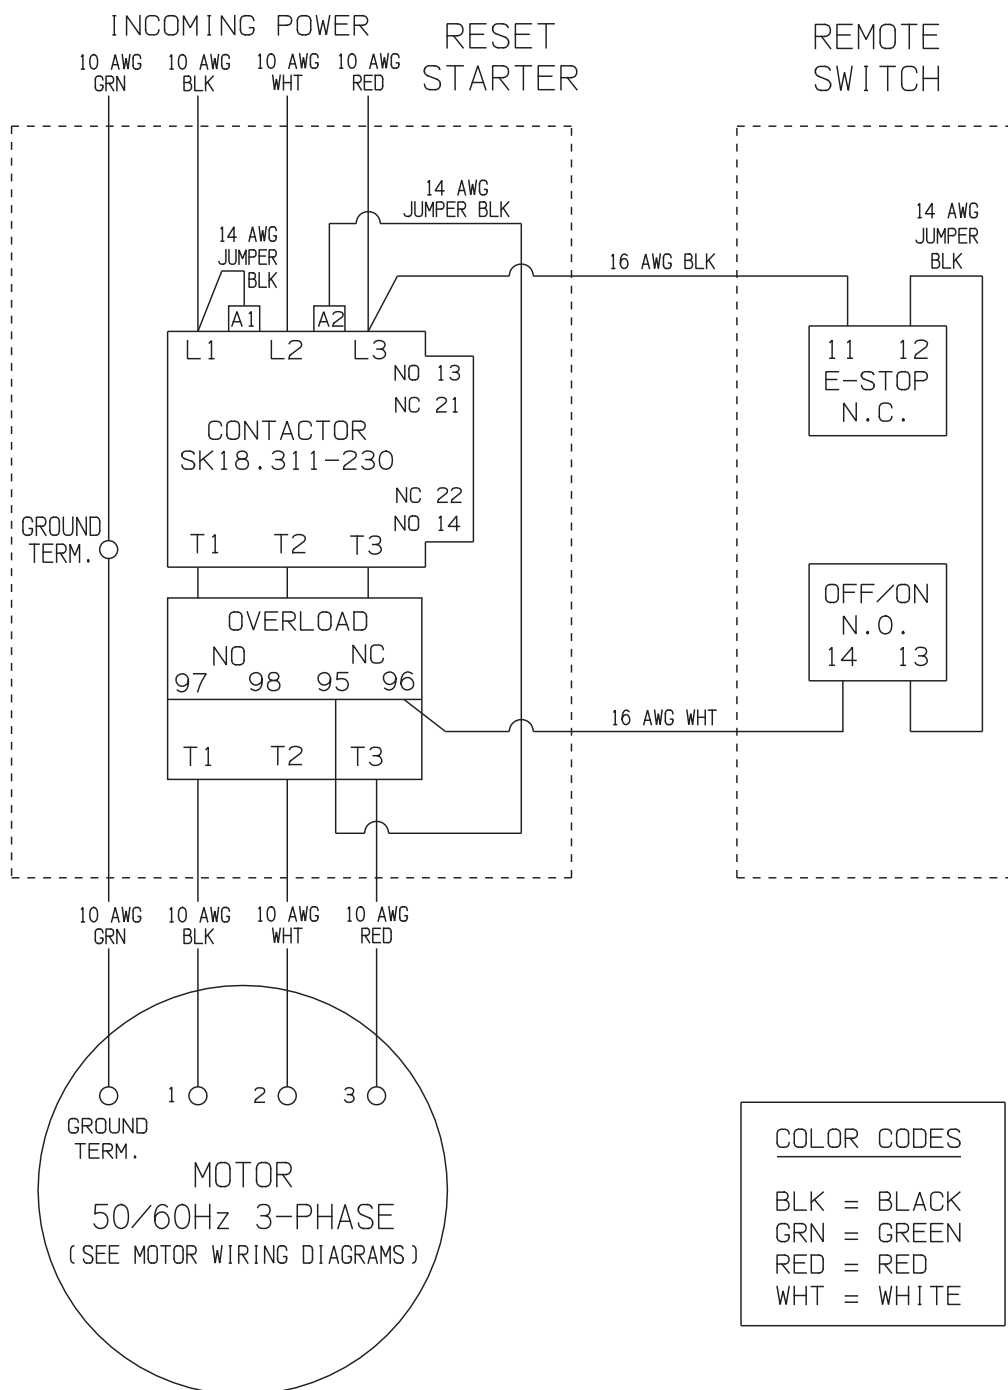 INCOMING POWER
10 AWG
GRN
10 AWG
BLK
10 AWG
WHT
10 AWG
RED
RESET
STARTER
REMOTE
SWITCH
14 AWG
JUMPER BLK
14 AWG
JUMPER
BLK
14 AWG
JUMPER
BLK
16 AWG BLK
A1
A2
L1
L2
L3
NO 13
NC 21
CONTACTOR
SK18.311-230
NC 22
NO 14
T1
T2
T3
11
12
E-STOP
N.C.
GROUND
TERM.
OVERLOAD
NO
NC
97
98
95
96
T1
T2
T3
OFF/ON
N.O.
14
13
16 AWG WHT
10 AWG
GRN
10 AWG
BLK
10 AWG
WHT
10 AWG
RED
1
2
3
GROUND
TERM.
MOTOR
50/60Hz 3-PHASE
(SEE MOTOR WIRING DIAGRAMS)
COLOR CODES
BLK = BLACK
GRN = GREEN
RED = RED
WHT = WHITE